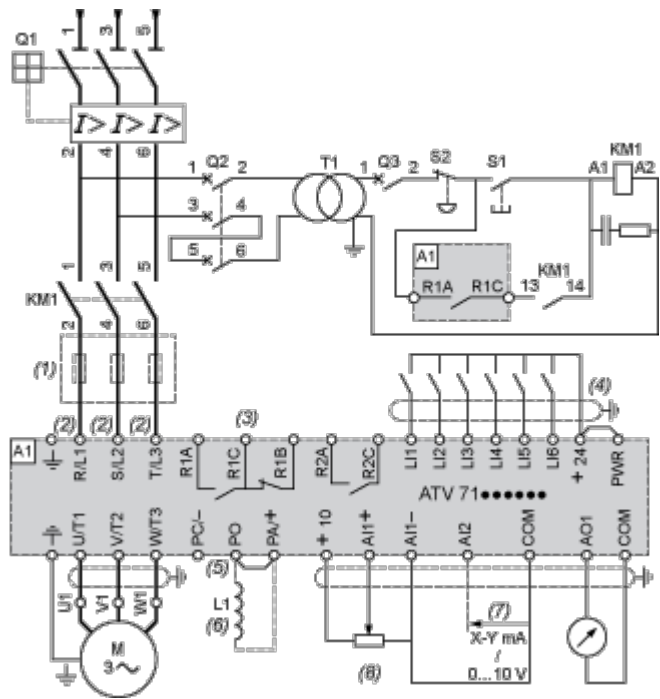 1 3 5
Q1
I> I> I>
2 4 6
1 Q2 2
3 4
5 6
T1
1 Q3 2
S2
S1
KM1
A1 A2
A1
R1A R1C
KM1
13 14
1 3 5
KM1
2 4 6
(1)
(2) (2) (2)
(3)
(4)
A1
R/L1 S/L2 T/L3
R1A R1C R1B R2A R2C
LI1 LI2 LI3 LI4 LI5 LI6 +24 PWR
ATV 71●●●●●●
U/T1 V/T2 W/T3
PC/– PO PA/+
+10 AI1+ AI1– AI2 COM AO1 COM
(5)
L1
(6)
U1 V1 W1
M
3~
(7)
X-Y mA
/
0...10 V
(8)